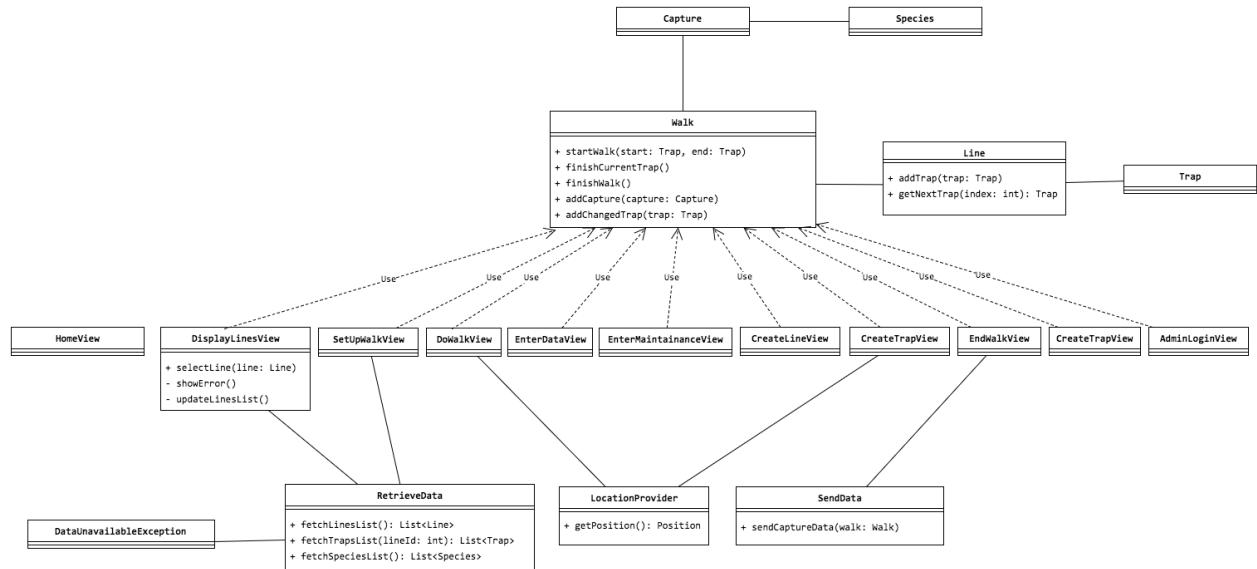 Capture
Species
Walk
+ startWalk(start: Trap, end: Trap)
+ finishCurrentTrap()
+ finishWalk()
+ addCapture(capture: Capture)
+ addChangedTrap(trap: Trap)
Line
+ addTrap(trap: Trap)
+ getNextTrap(index: int): Trap
Trap
Use
Use
Use
Use
Use
Use
Use
Use
Use
HomeView
DisplayLinesView
+ selectLine(line: Line)
- showError()
- updateLinesList()
SetUpWalkView
DoWalkView
EnterDataView
EnterMaintainanceView
CreateLineView
CreateTrapView
EndWalkView
CreateTrapView
AdminLoginView
DataUnavailableException
RetrieveData
+ fetchLinesList(): List<Line>
+ fetchTrapsList(lineId: int): List<Trap>
+ fetchSpeciesList(): List<Species>
LocationProvider
+ getPosition(): Position
SendData
+ sendCaptureData(walk: Walk)